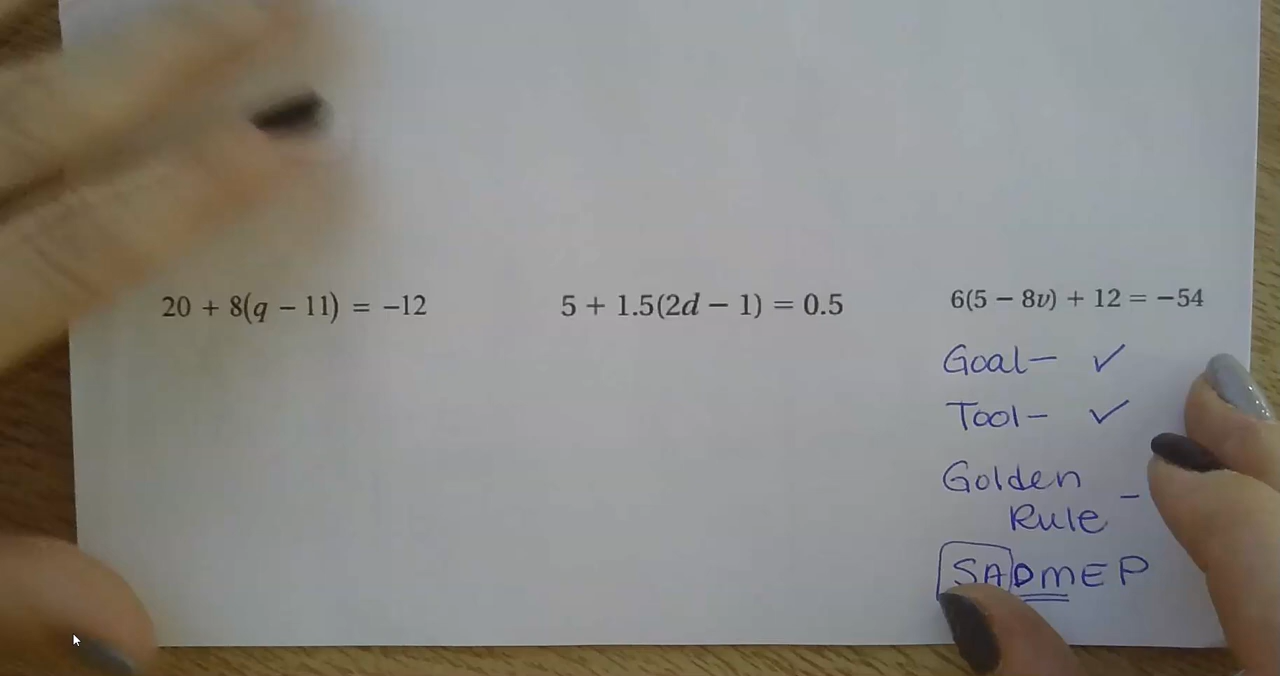 20 + 8(q − 11) = −12
5 + 1.5(2d − 1) = 0.5
6(5 − 8v) + 12 = −54
Goal— ✓
Tool— ✓
Golden
Rule –
SADMEP